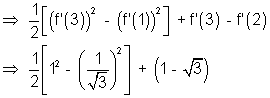 ⇒ 1/2[(f'(3))² - (f'(1))²] + f'(3) - f'(2)
⇒ 1/2[1² - (1/√3)²] + (1 - √3)